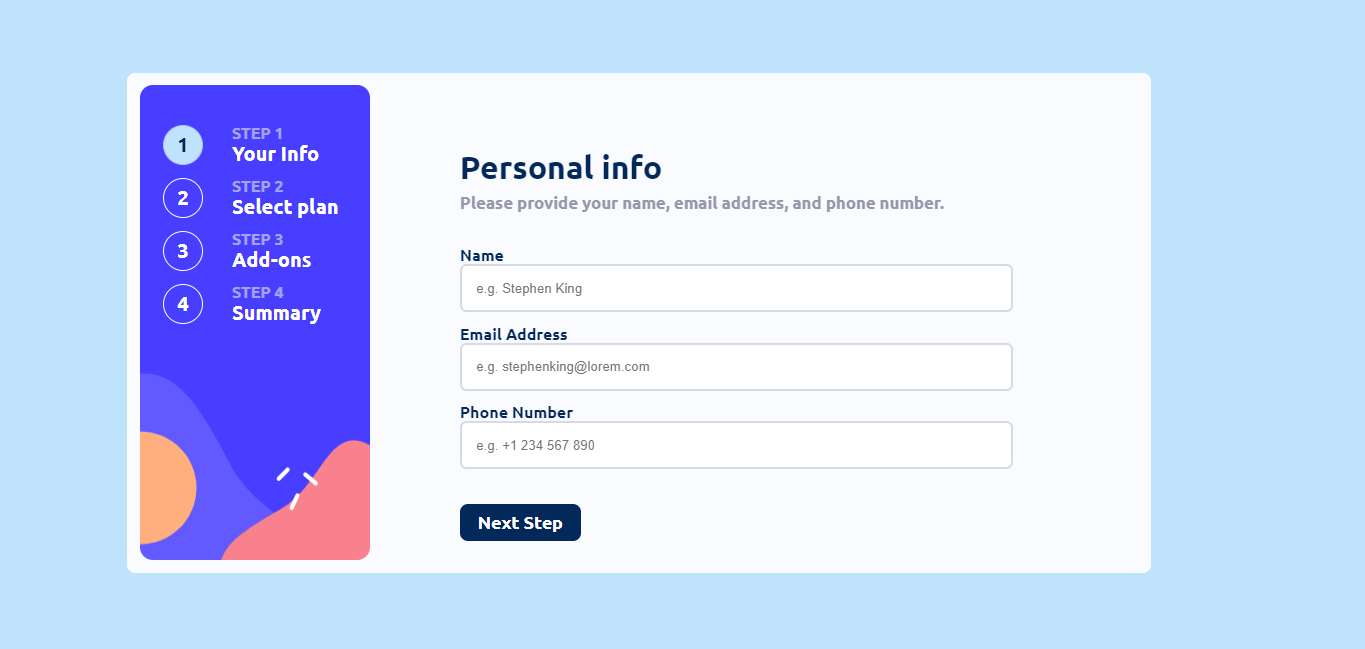 1
STEP 1
Your Info
2
STEP 2
Select plan
3
STEP 3
Add-ons
4
STEP 4
Summary
Personal info
Please provide your name, email address, and phone number.
Name
e.g. Stephen King
Email Address
e.g. stephenking@lorem.com
Phone Number
e.g. +1 234 567 890
Next Step